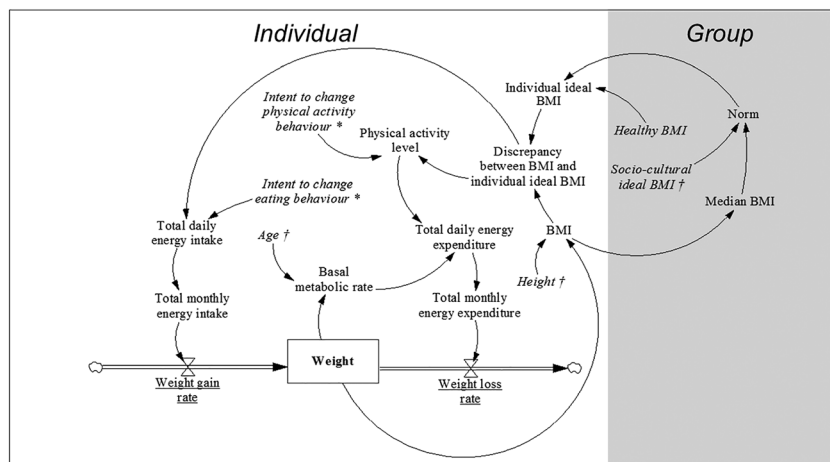 Individual
Group
Intent to change
physical activity
behaviour *
Physical activity
level
Individual ideal
BMI
Healthy BMI
Norm
Discrepancy
between BMI and
individual ideal BMI
Socio-cultural
ideal BMI †
Median BMI
Intent to change
eating behaviour *
Total daily
energy intake
Age †
Total daily energy
expenditure
BMI
Height †
Basal
metabolic rate
Total monthly
energy intake
Total monthly
energy expenditure
Weight
Weight gain
rate
Weight loss
rate